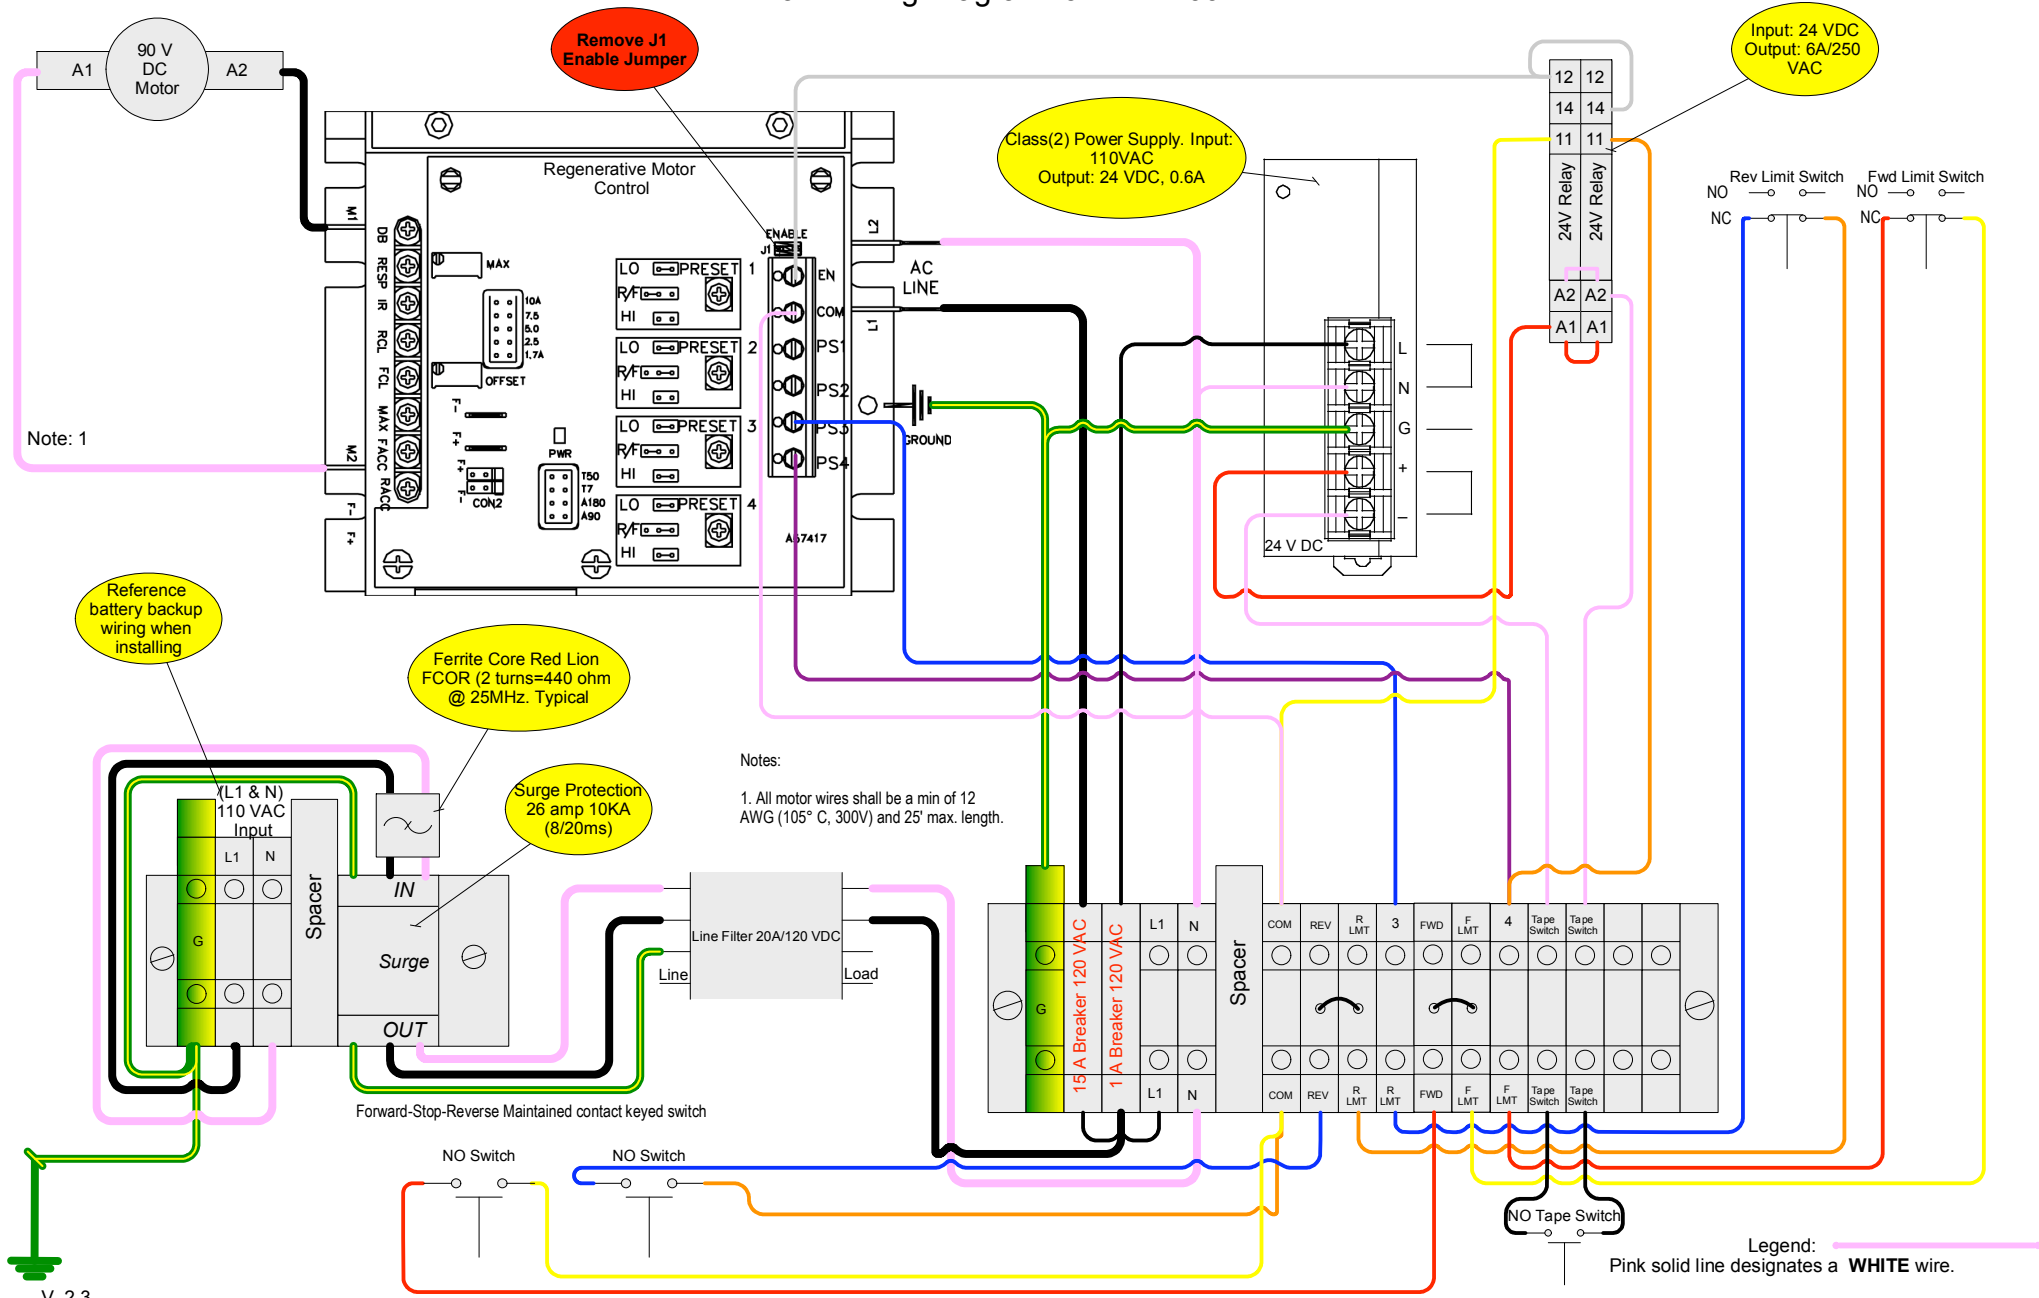 90 V
DC
Motor
A1
A2
Remove J1
Enable Jumper
Input: 24 VDC
Output: 6A/250
VAC
Class(2) Power Supply. Input:
110VAC
Output: 24 VDC, 0.6A
Regenerative Motor
Control
M1
M2
F-
F+
DB
RESP
IR
RCL
FCL
MAX
FACC
RACC
MAX
10A
7.5
5.0
2.5
1.7A
OFFSET
F-
F+
F+
F-
CON2
PWR
T50
T7
A180
A90
LO
PRESET 1
R/F
HI
LO
PRESET 2
R/F
HI
LO
PRESET 3
R/F
HI
LO
PRESET 4
R/F
HI
ENABLE
J1
EN
COM
PS1
PS2
PS3
PS4
L2
AC
LINE
L1
GROUND
L
N
G
+
–
24 V DC
12 12
14 14
11 11
24V Relay
24V Relay
A2 A2
A1 A1
Rev Limit Switch
NO
NC
Fwd Limit Switch
NO
NC
Note: 1
Reference
battery backup
wiring when
installing
Ferrite Core Red Lion
FCOR (2 turns=440 ohm
@ 25MHz. Typical
Surge Protection
26 amp 10KA
(8/20ms)
(L1 & N)
110 VAC
Input
L1
N
G
Spacer
IN
Surge
OUT
Notes:
1. All motor wires shall be a min of 12
AWG (105° C, 300V) and 25' max. length.
Line Filter 20A/120 VDC
Line
Load
G
15 A Breaker 120 VAC
1 A Breaker 120 VAC
L1
N
Spacer
COM
REV
R
LMT
3
FWD
F
LMT
4
Tape
Switch
Tape
Switch
L1
N
COM
REV
R
LMT
R
LMT
FWD
F
LMT
F
LMT
Tape
Switch
Tape
Switch
Forward-Stop-Reverse Maintained contact keyed switch
NO Switch
NO Switch
NO Tape Switch
Legend:
Pink solid line designates a WHITE wire.